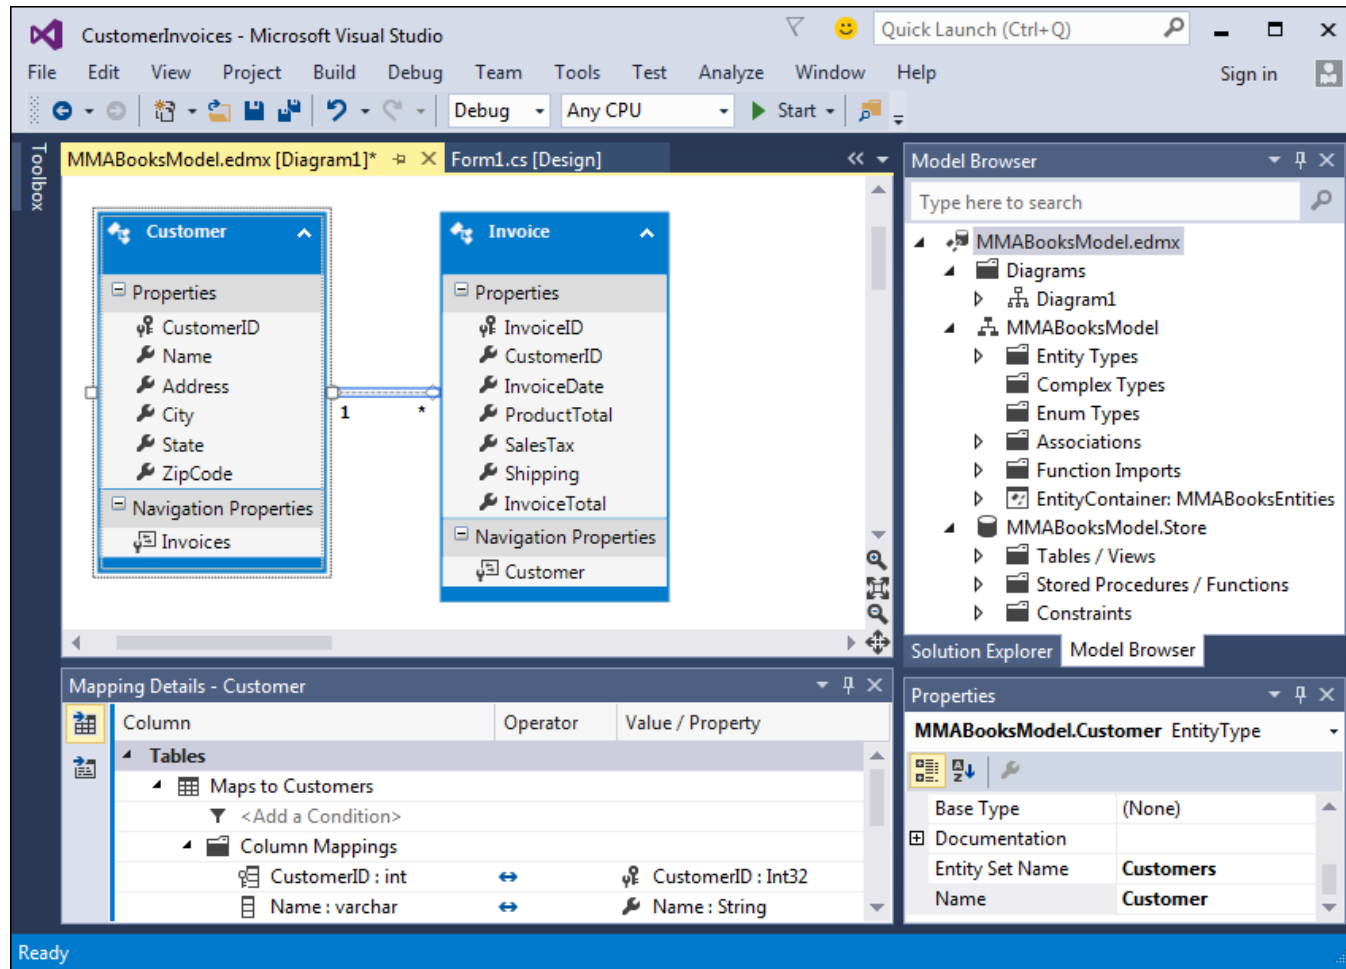 CustomerInvoices - Microsoft Visual Studio
Quick Launch (Ctrl+Q)
File Edit View Project Build Debug Team Tools Test Analyze Window Help Sign in
Debug Any CPU Start
Toolbox
MMABooksModel.edmx [Diagram1]* Form1.cs [Design]
Customer
Properties
CustomerID
Name
Address
City
State
ZipCode
Navigation Properties
Invoices
1 *
Invoice
Properties
InvoiceID
CustomerID
InvoiceDate
ProductTotal
SalesTax
Shipping
InvoiceTotal
Navigation Properties
Customer
Model Browser
Type here to search
MMABooksModel.edmx
Diagrams
Diagram1
MMABooksModel
Entity Types
Complex Types
Enum Types
Associations
Function Imports
EntityContainer: MMABooksEntities
MMABooksModel.Store
Tables / Views
Stored Procedures / Functions
Constraints
Solution Explorer Model Browser
Mapping Details - Customer
Column Operator Value / Property
Tables
Maps to Customers
<Add a Condition>
Column Mappings
CustomerID : int CustomerID : Int32
Name : varchar Name : String
Properties
MMABooksModel.Customer EntityType
Base Type (None)
Documentation
Entity Set Name Customers
Name Customer
Ready